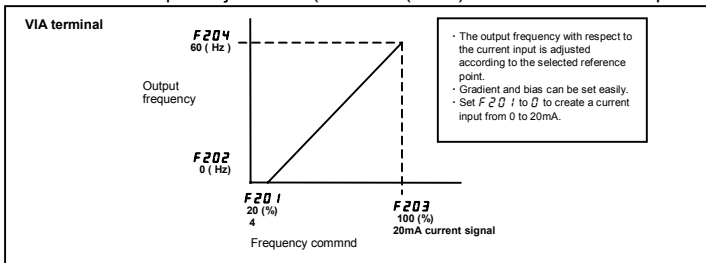 VIA terminal
F204
60 ( Hz)
Output
frequency
F202
0 ( Hz)
F201
20 (%)
4
F203
100 (%)
20mA current signal
Frequency commnd
· The output frequency with respect to
the current input is adjusted
according to the selected reference
point.
· Gradient and bias can be set easily.
· Set F201 to 0 to create a current
input from 0 to 20mA.